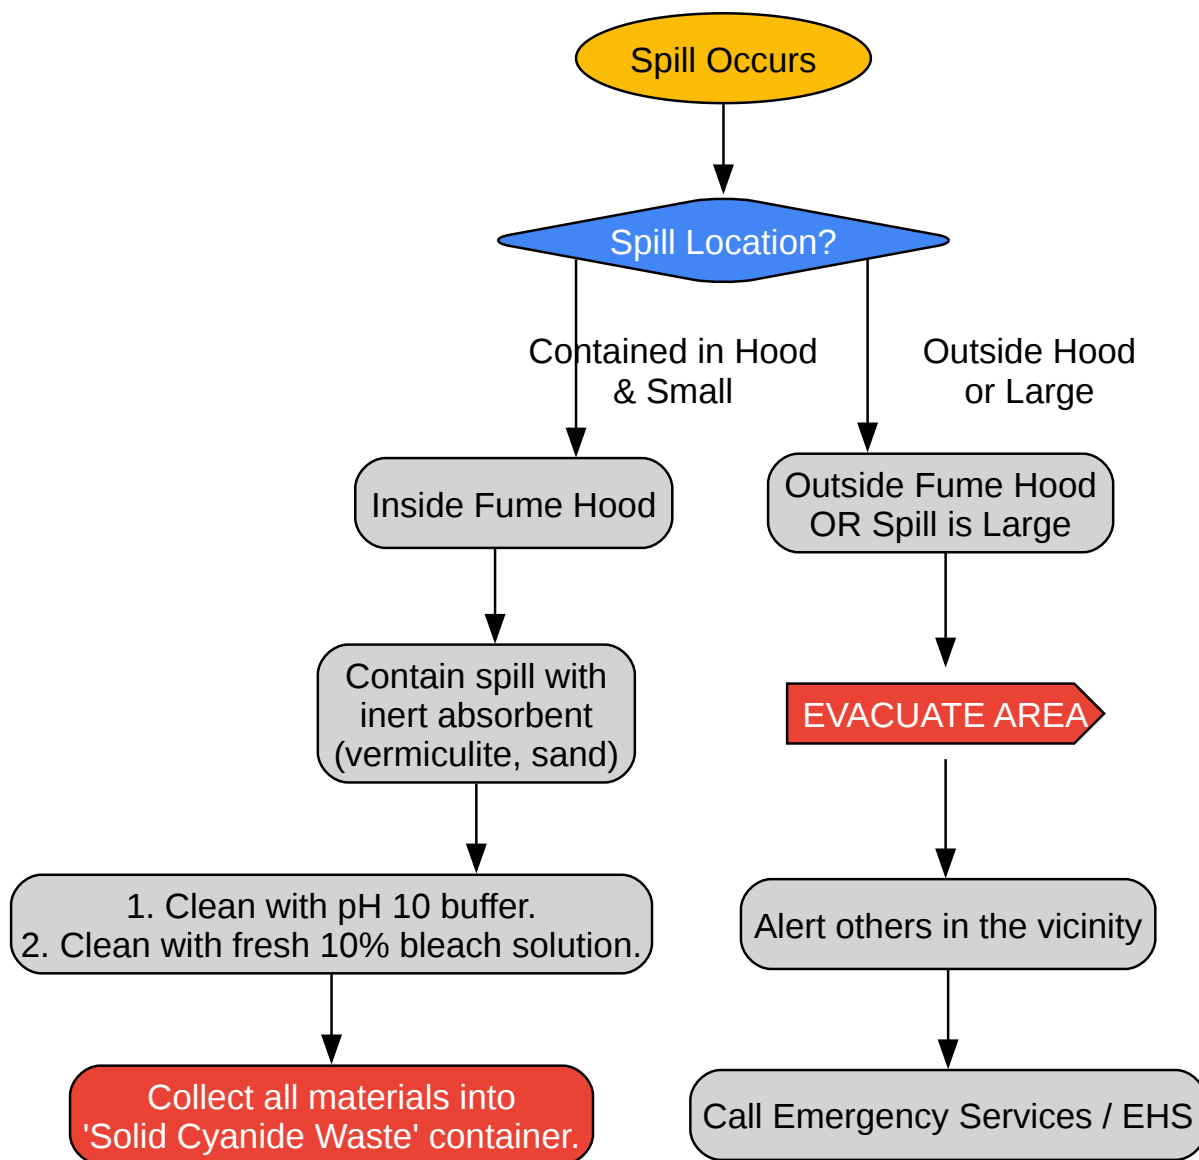 Spill Occurs
Spill Location?
Contained in Hood
& Small
Outside Hood
or Large
Inside Fume Hood
Outside Fume Hood
OR Spill is Large
Contain spill with
inert absorbent
(vermiculite, sand)
EVACUATE AREA
1. Clean with pH 10 buffer.
2. Clean with fresh 10% bleach solution.
Alert others in the vicinity
Collect all materials into
'Solid Cyanide Waste' container.
Call Emergency Services / EHS